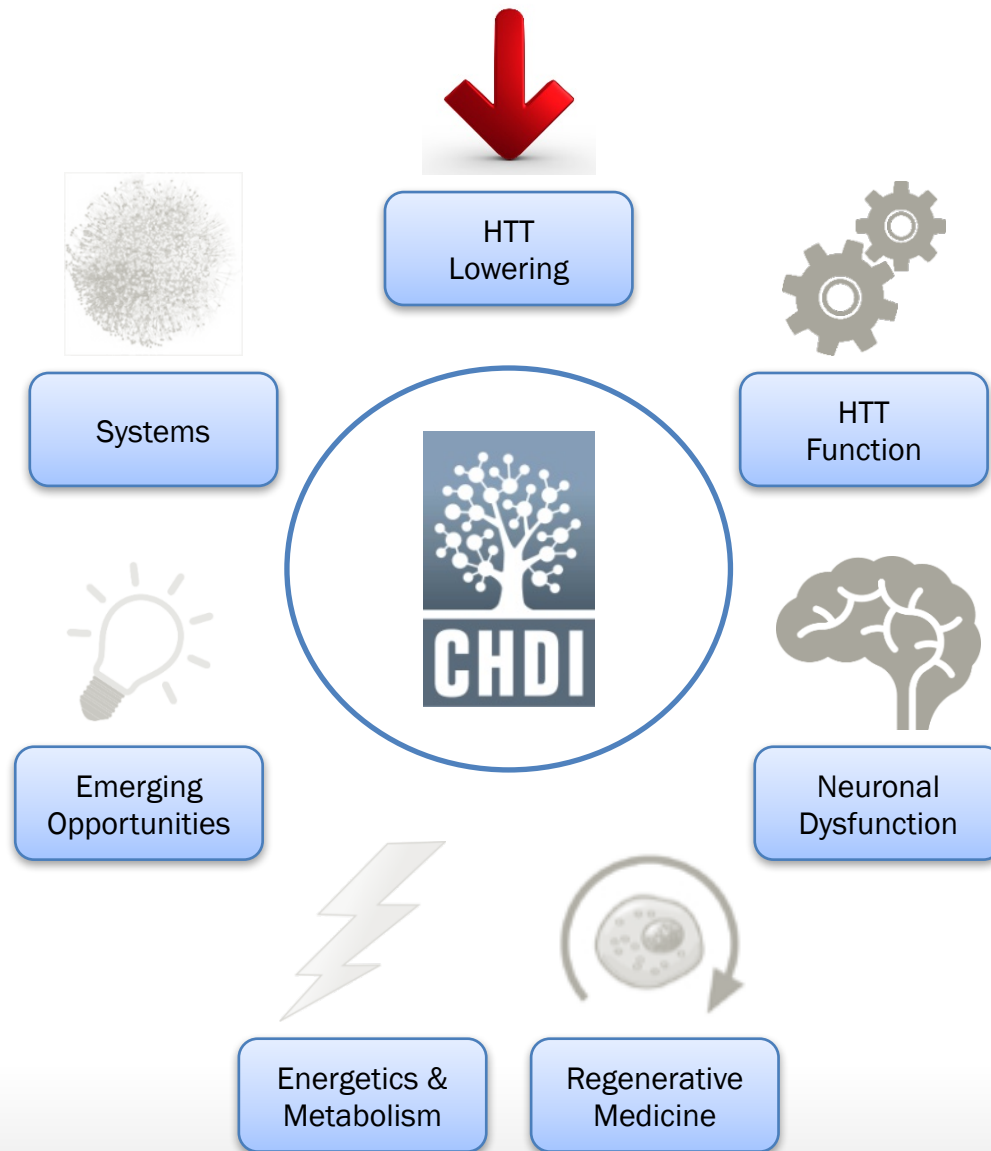 HTT
Lowering
Systems
HTT
Function
CHDI
Emerging
Opportunities
Neuronal
Dysfunction
Energetics &
Metabolism
Regenerative
Medicine